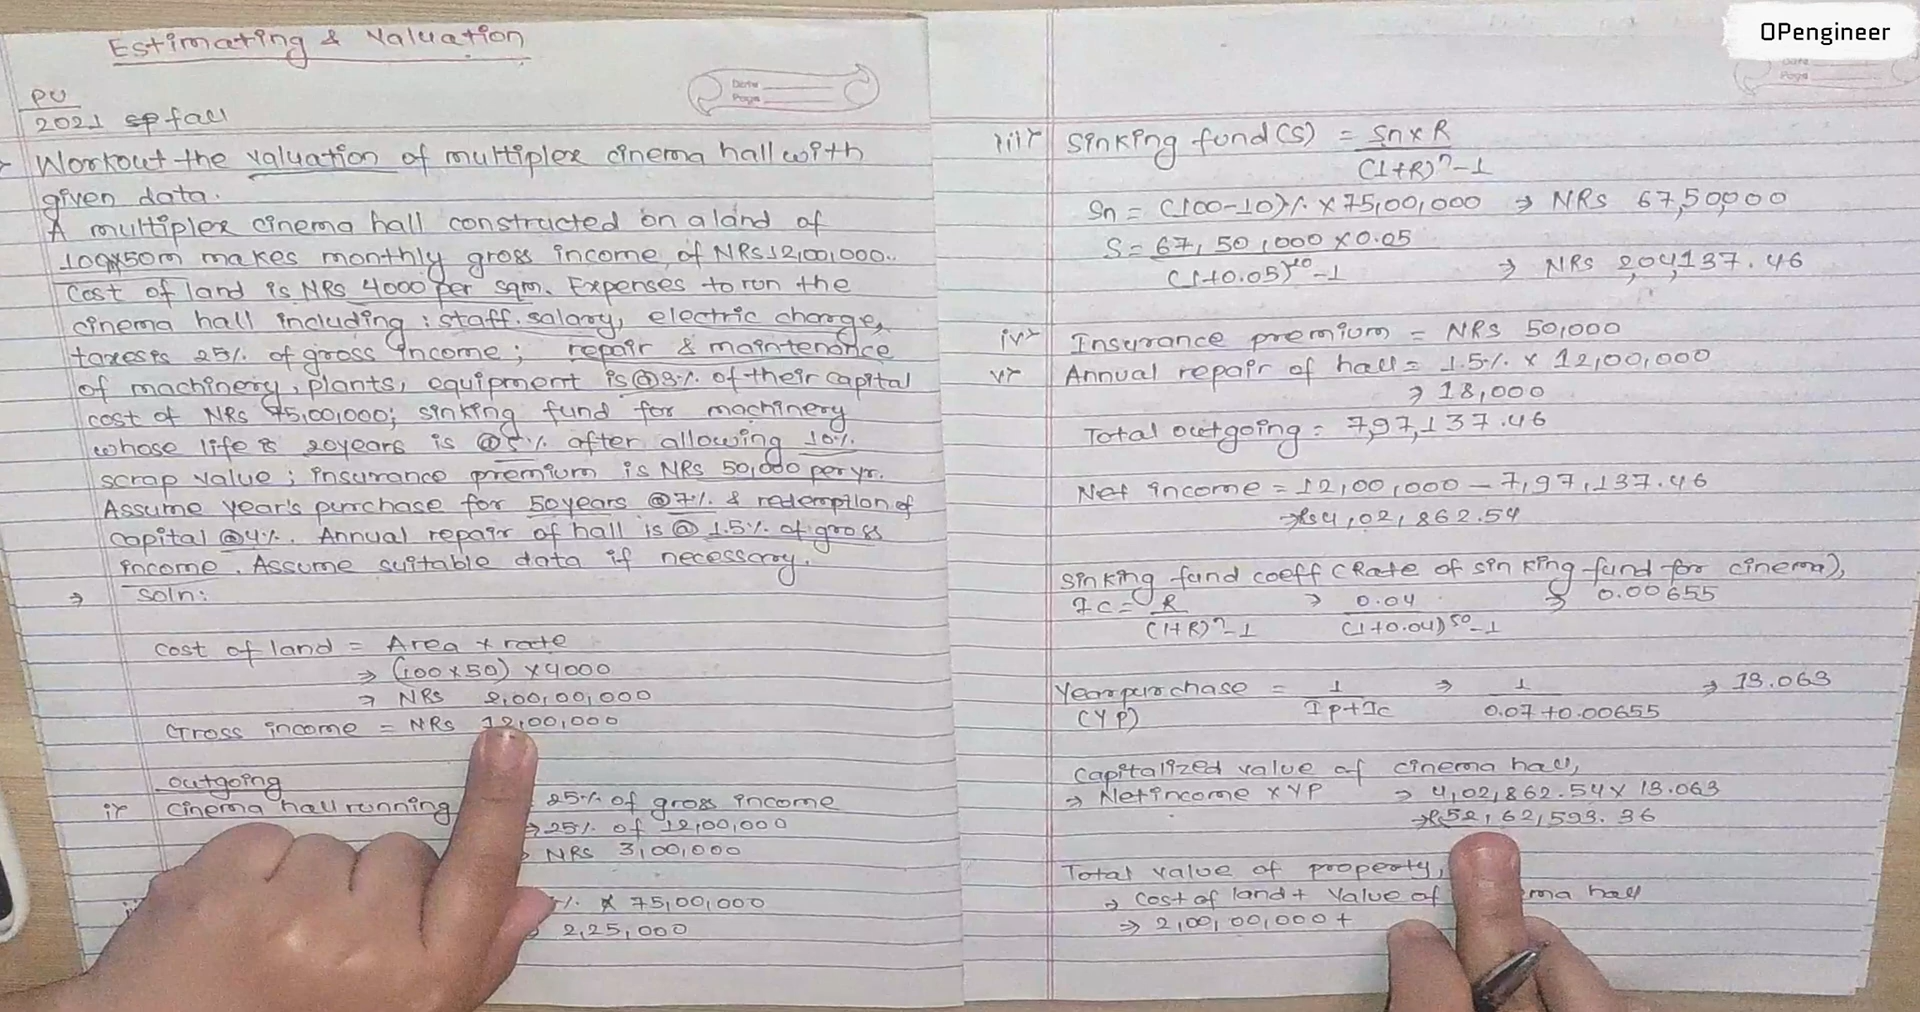 OPengineer
Estimating & Valuation
Date
Page
PU
2021 sp fall
Workout the valuation of multiplex cinema hall with
given data.
A multiplex cinema hall constructed on a land of
100x50m makes monthly gross income of NRs 12,00,000..
Cost of land is NRs 4000 per sqm. Expenses to run the
cinema hall including : staff salary, electric charge,
taxes is 25% of gross income ; repair & maintenance
of machinery, plants, equipment is @3% of their capital
cost of NRs 75,00,000; sinking fund for machinery
whose life is 20years is @5% after allowing 10%
scrap value ; insurance premium is NRs 50,000 per yr.
Assume year's purchase for 50years @7% & redemption of
capital @4%. Annual repair of hall is @ 1.5% of gross
income. Assume suitable data if necessary.
⇒ Soln:
Cost of land = Area x rate
⇒ (100x50) x4000
⇒ NRs 2,00,00,000
Gross income = NRs 12,00,000
Outgoing
i> Cinema hall running 25% of gross income
⇒ 25% of 12,00,000
NRs 3,00,000
% x 75,00,000
2,25,000
Date
Page
iii> Sinking fund (S) = Sn x R
(1+R)ⁿ-1
Sn = (100-10)% x 75,00,000 ⇒ NRs 67,50,000
S = 67,50,000 x 0.05
(1+0.05)²⁰-1 ⇒ NRs 2,04,137.46
iv> Insurance premium = NRs 50,000
v> Annual repair of hall = 1.5% x 12,00,000
⇒ 18,000
Total outgoing = 7,97,137.46
Net income = 12,00,000 - 7,97,137.46
⇒ Rs 4,02,862.54
Sinking fund coeff (Rate of sinking fund for cinema),
Ic = R ⇒ 0.04 ⇒ 0.00655
(1+R)ⁿ-1 (1+0.04)⁵⁰-1
Year purchase = 1 ⇒ 1 ⇒ 13.063
(YP) Ip+Ic 0.07+0.00655
Capitalized value of cinema hall,
⇒ Net income x YP ⇒ 4,02,862.54 x 13.063
⇒ Rs 52,62,593.36
Total value of property,
⇒ Cost of land + Value of ma hall
⇒ 2,00,00,000 +